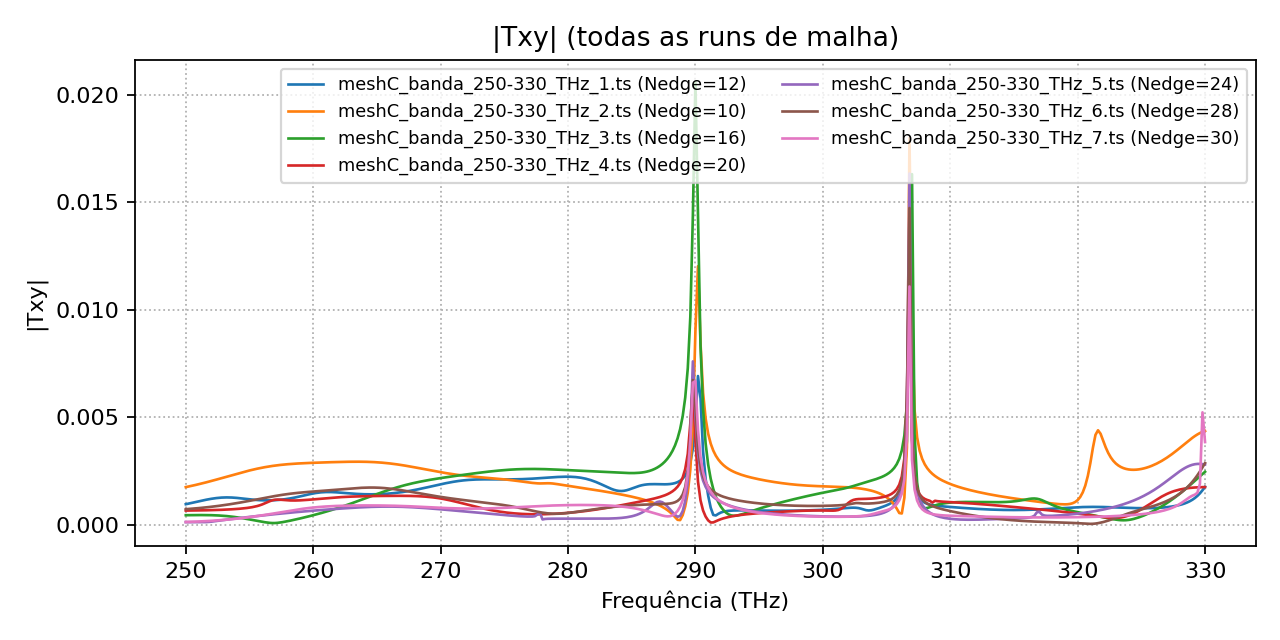 |Txy| (todas as runs de malha)
meshC_banda_250-330_THz_1.ts (Nedge=12)
meshC_banda_250-330_THz_2.ts (Nedge=10)
meshC_banda_250-330_THz_3.ts (Nedge=16)
meshC_banda_250-330_THz_4.ts (Nedge=20)
meshC_banda_250-330_THz_5.ts (Nedge=24)
meshC_banda_250-330_THz_6.ts (Nedge=28)
meshC_banda_250-330_THz_7.ts (Nedge=30)
|Txy|
0.020
0.015
0.010
0.005
0.000
250 260 270 280 290 300 310 320 330
Frequência (THz)